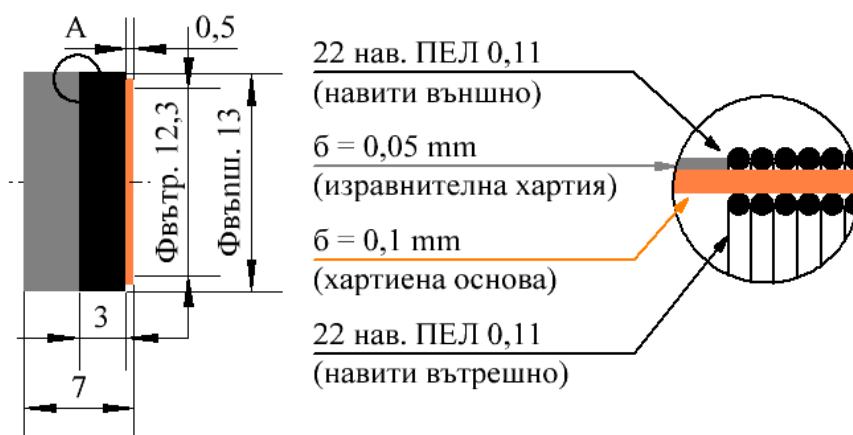 A
0,5
Фвътр. 12,3
Фвъпш. 13
3
7
22 нав. ПЕЛ 0,11
(навити външно)
б = 0,05 mm
(изравнителна хартия)
б = 0,1 mm
(хартиена основа)
22 нав. ПЕЛ 0,11
(навити вътрешно)